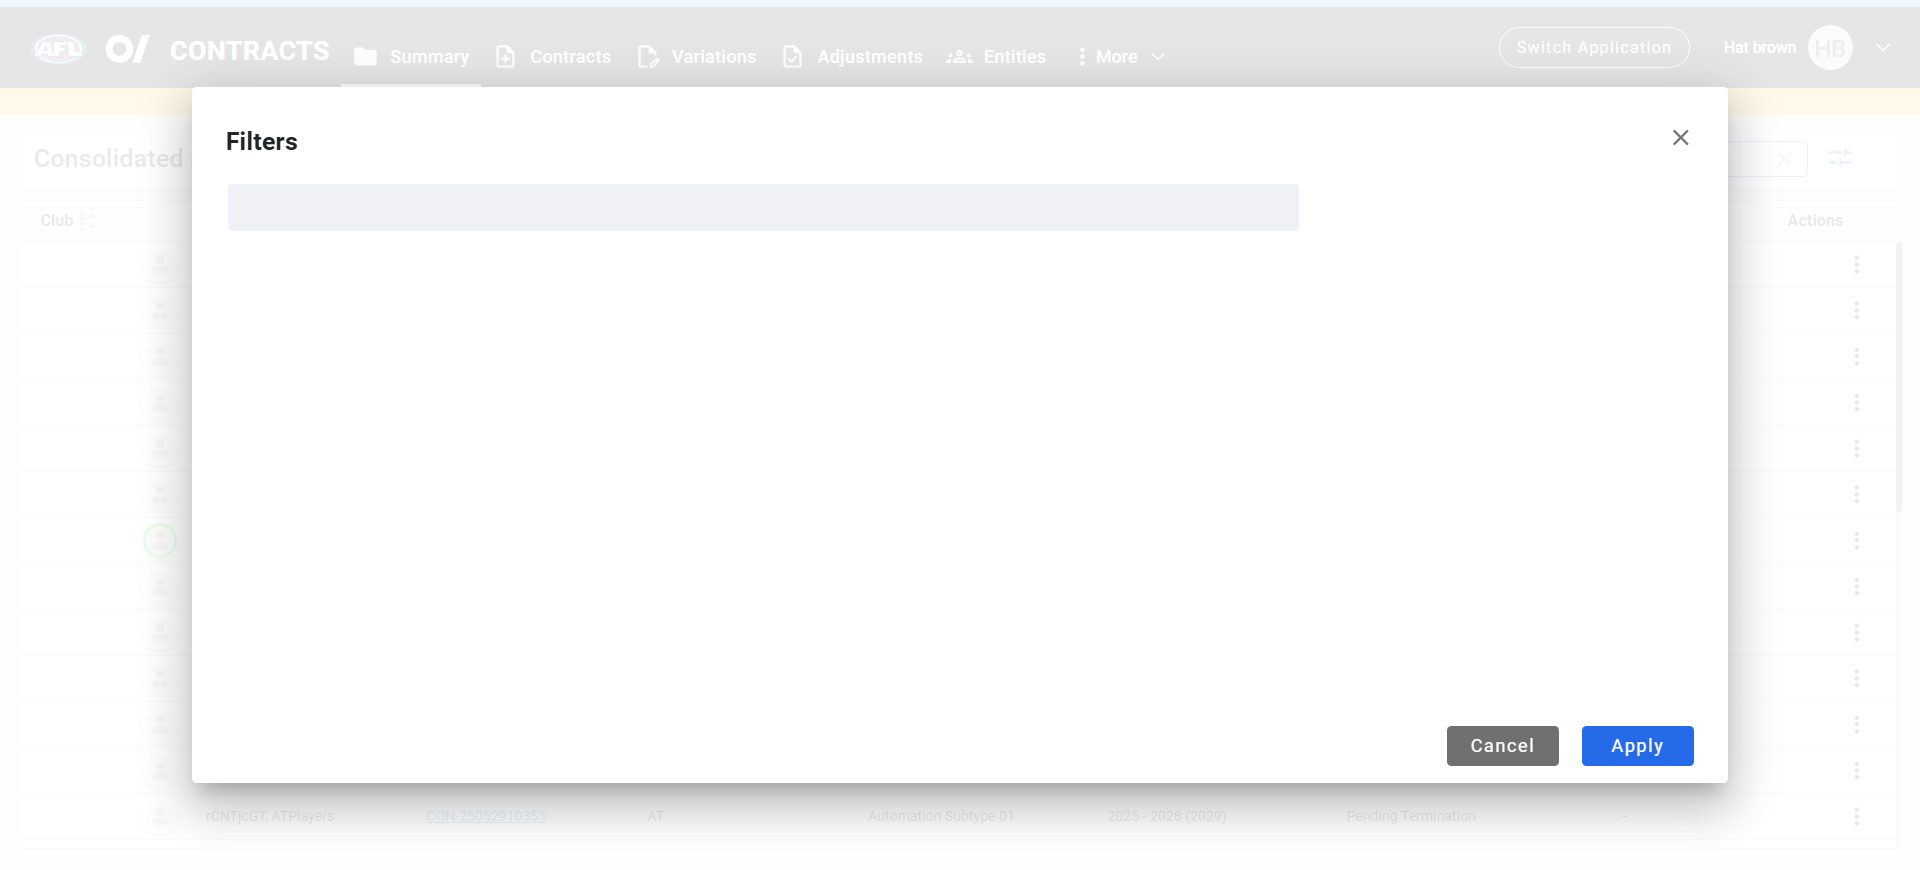 AFL CONTRACTS Summary Contracts Variations Adjustments Entities More Switch Application Hat brown HB
Filters
Consolidated
Club Actions
Cancel Apply
rCNTjcGT, ATPlayers CON-25052910353 AT Automation Subtype 01 2025 - 2028 (2029) Pending Termination -